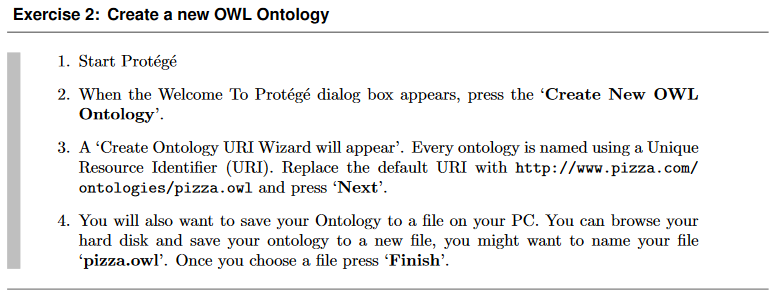 Exercise 2: Create a new OWL Ontology
1. Start Protégé
2. When the Welcome To Protégé dialog box appears, press the ‘Create New OWL
Ontology’.
3. A ‘Create Ontology URI Wizard will appear’. Every ontology is named using a Unique
Resource Identifier (URI). Replace the default URI with http://www.pizza.com/
ontologies/pizza.owl and press ‘Next’.
4. You will also want to save your Ontology to a file on your PC. You can browse your
hard disk and save your ontology to a new file, you might want to name your file
‘pizza.owl’. Once you choose a file press ‘Finish’.